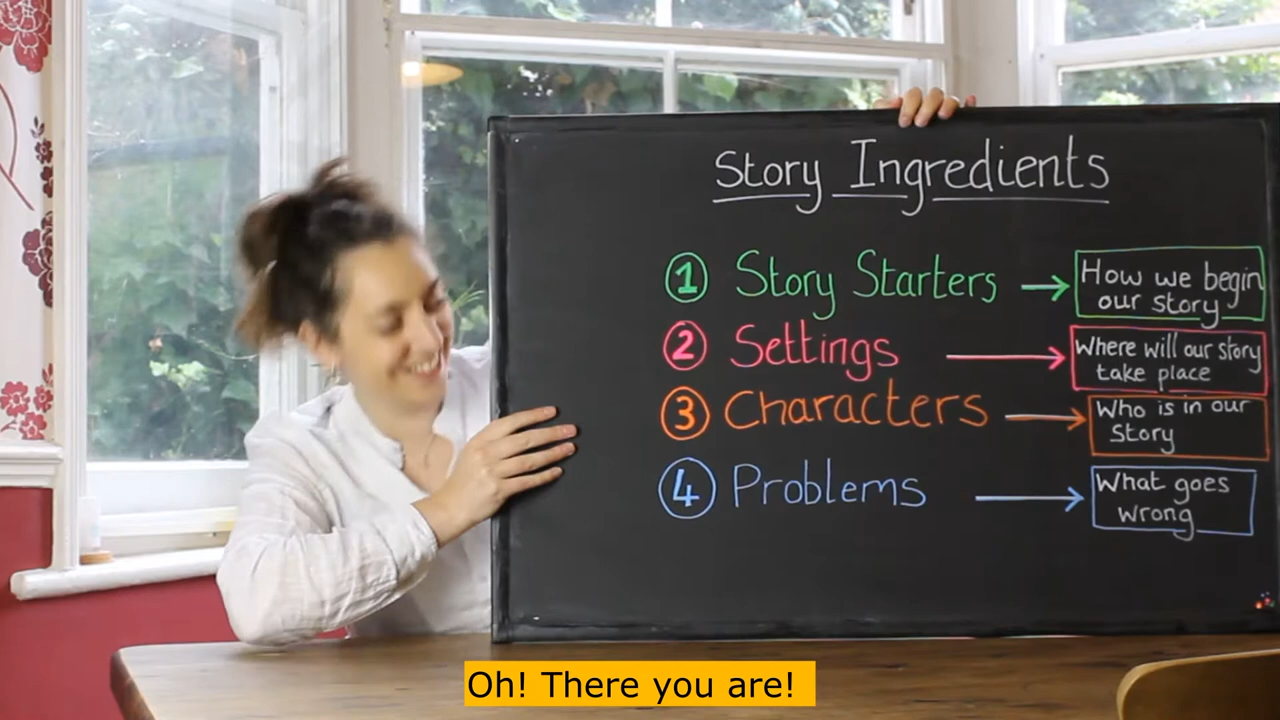 Story Ingredients
1 Story Starters → How we begin
our story
2 Settings → Where will our story
take place
3 Characters → Who is in our
Story
4 Problems → What goes
wrong
Oh! There you are!